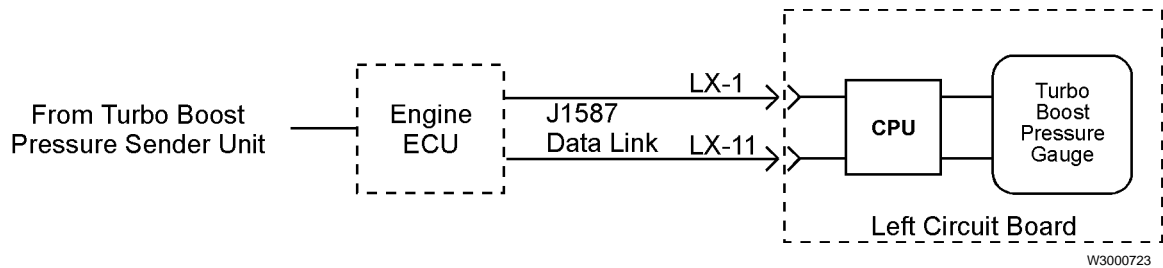 From Turbo Boost
Pressure Sender Unit
Engine
ECU
LX-1
J1587
Data Link
LX-11
CPU
Turbo
Boost
Pressure
Gauge
Left Circuit Board
W3000723